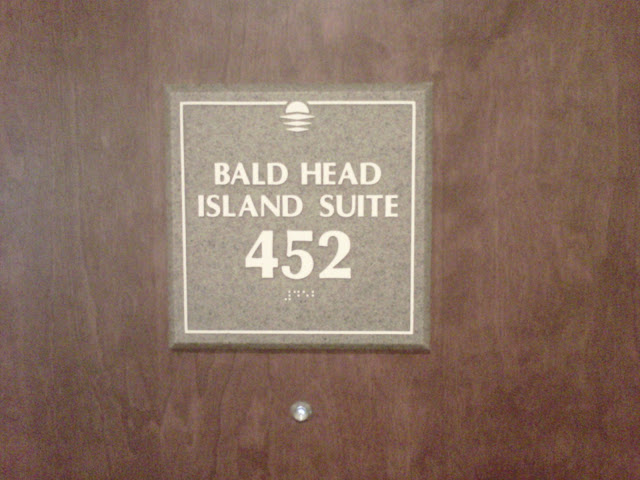 BALD HEAD
ISLAND SUITE
452
⠼⠙⠑⠃